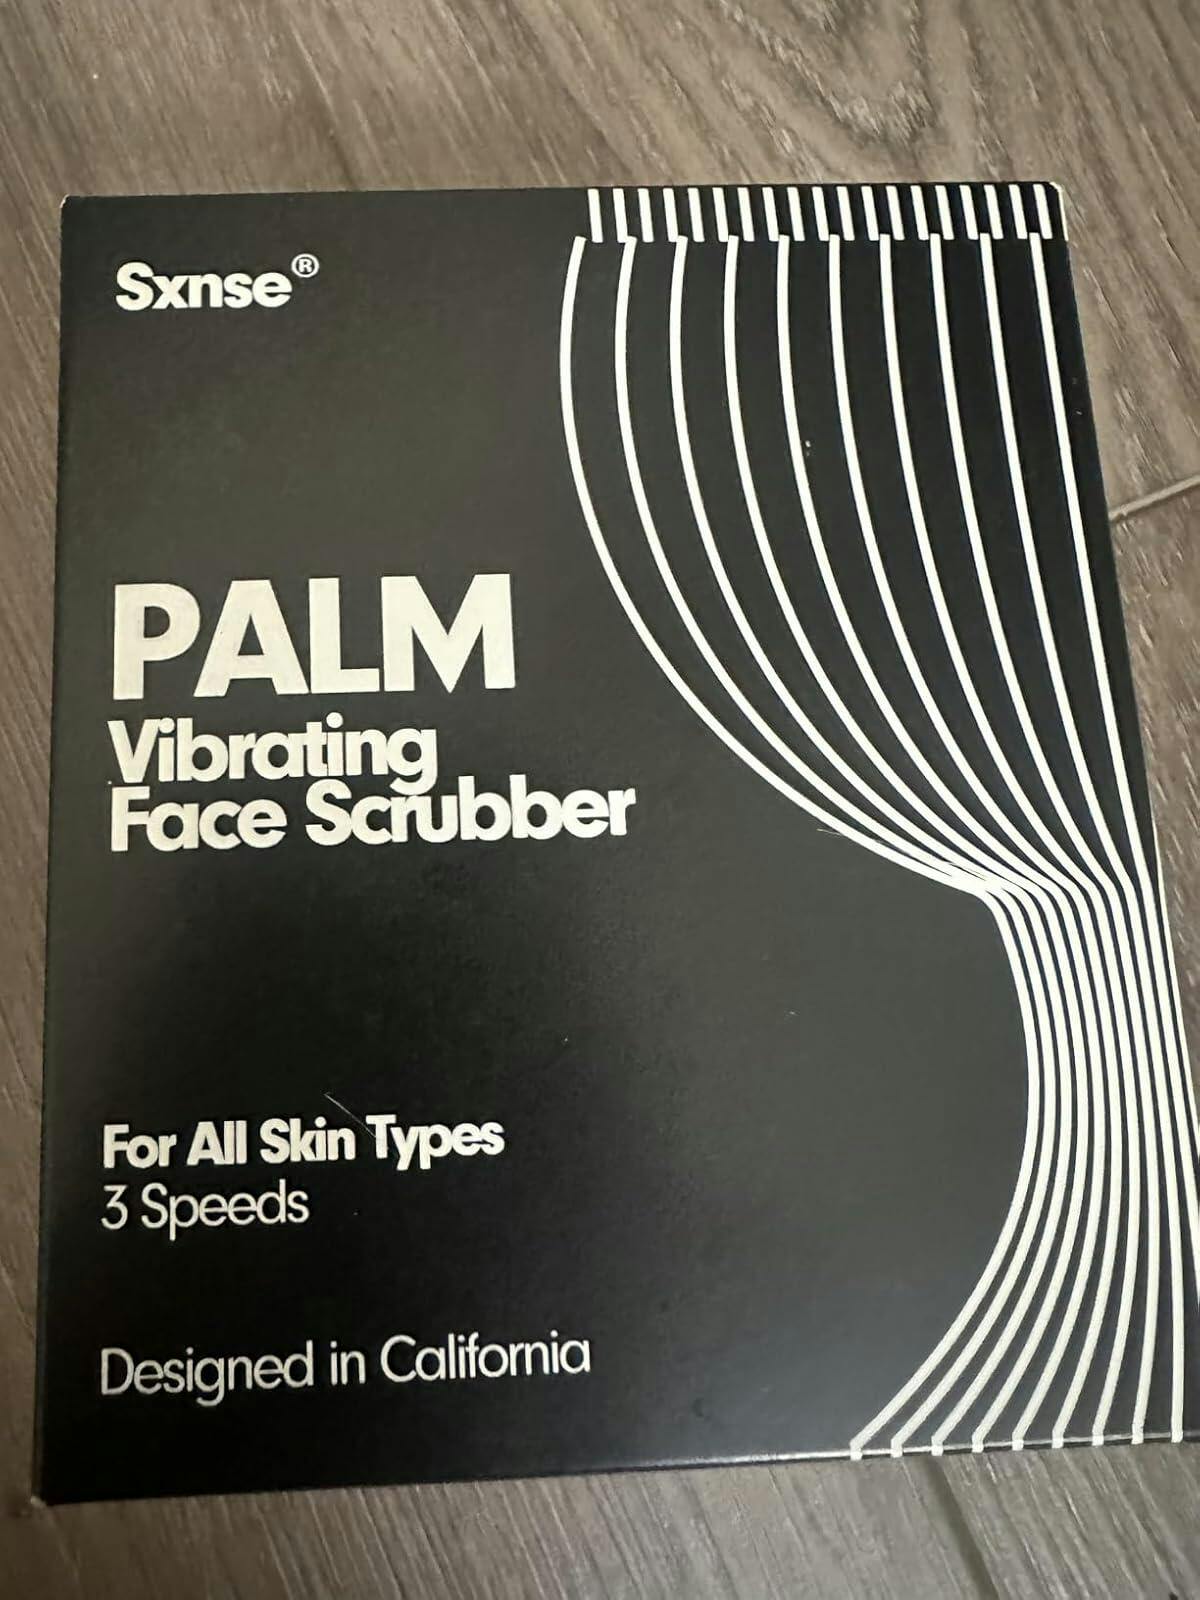 Sxnse®
PALM
Vibrating
Face Scrubber
For All Skin Types
3 Speeds
Designed in California